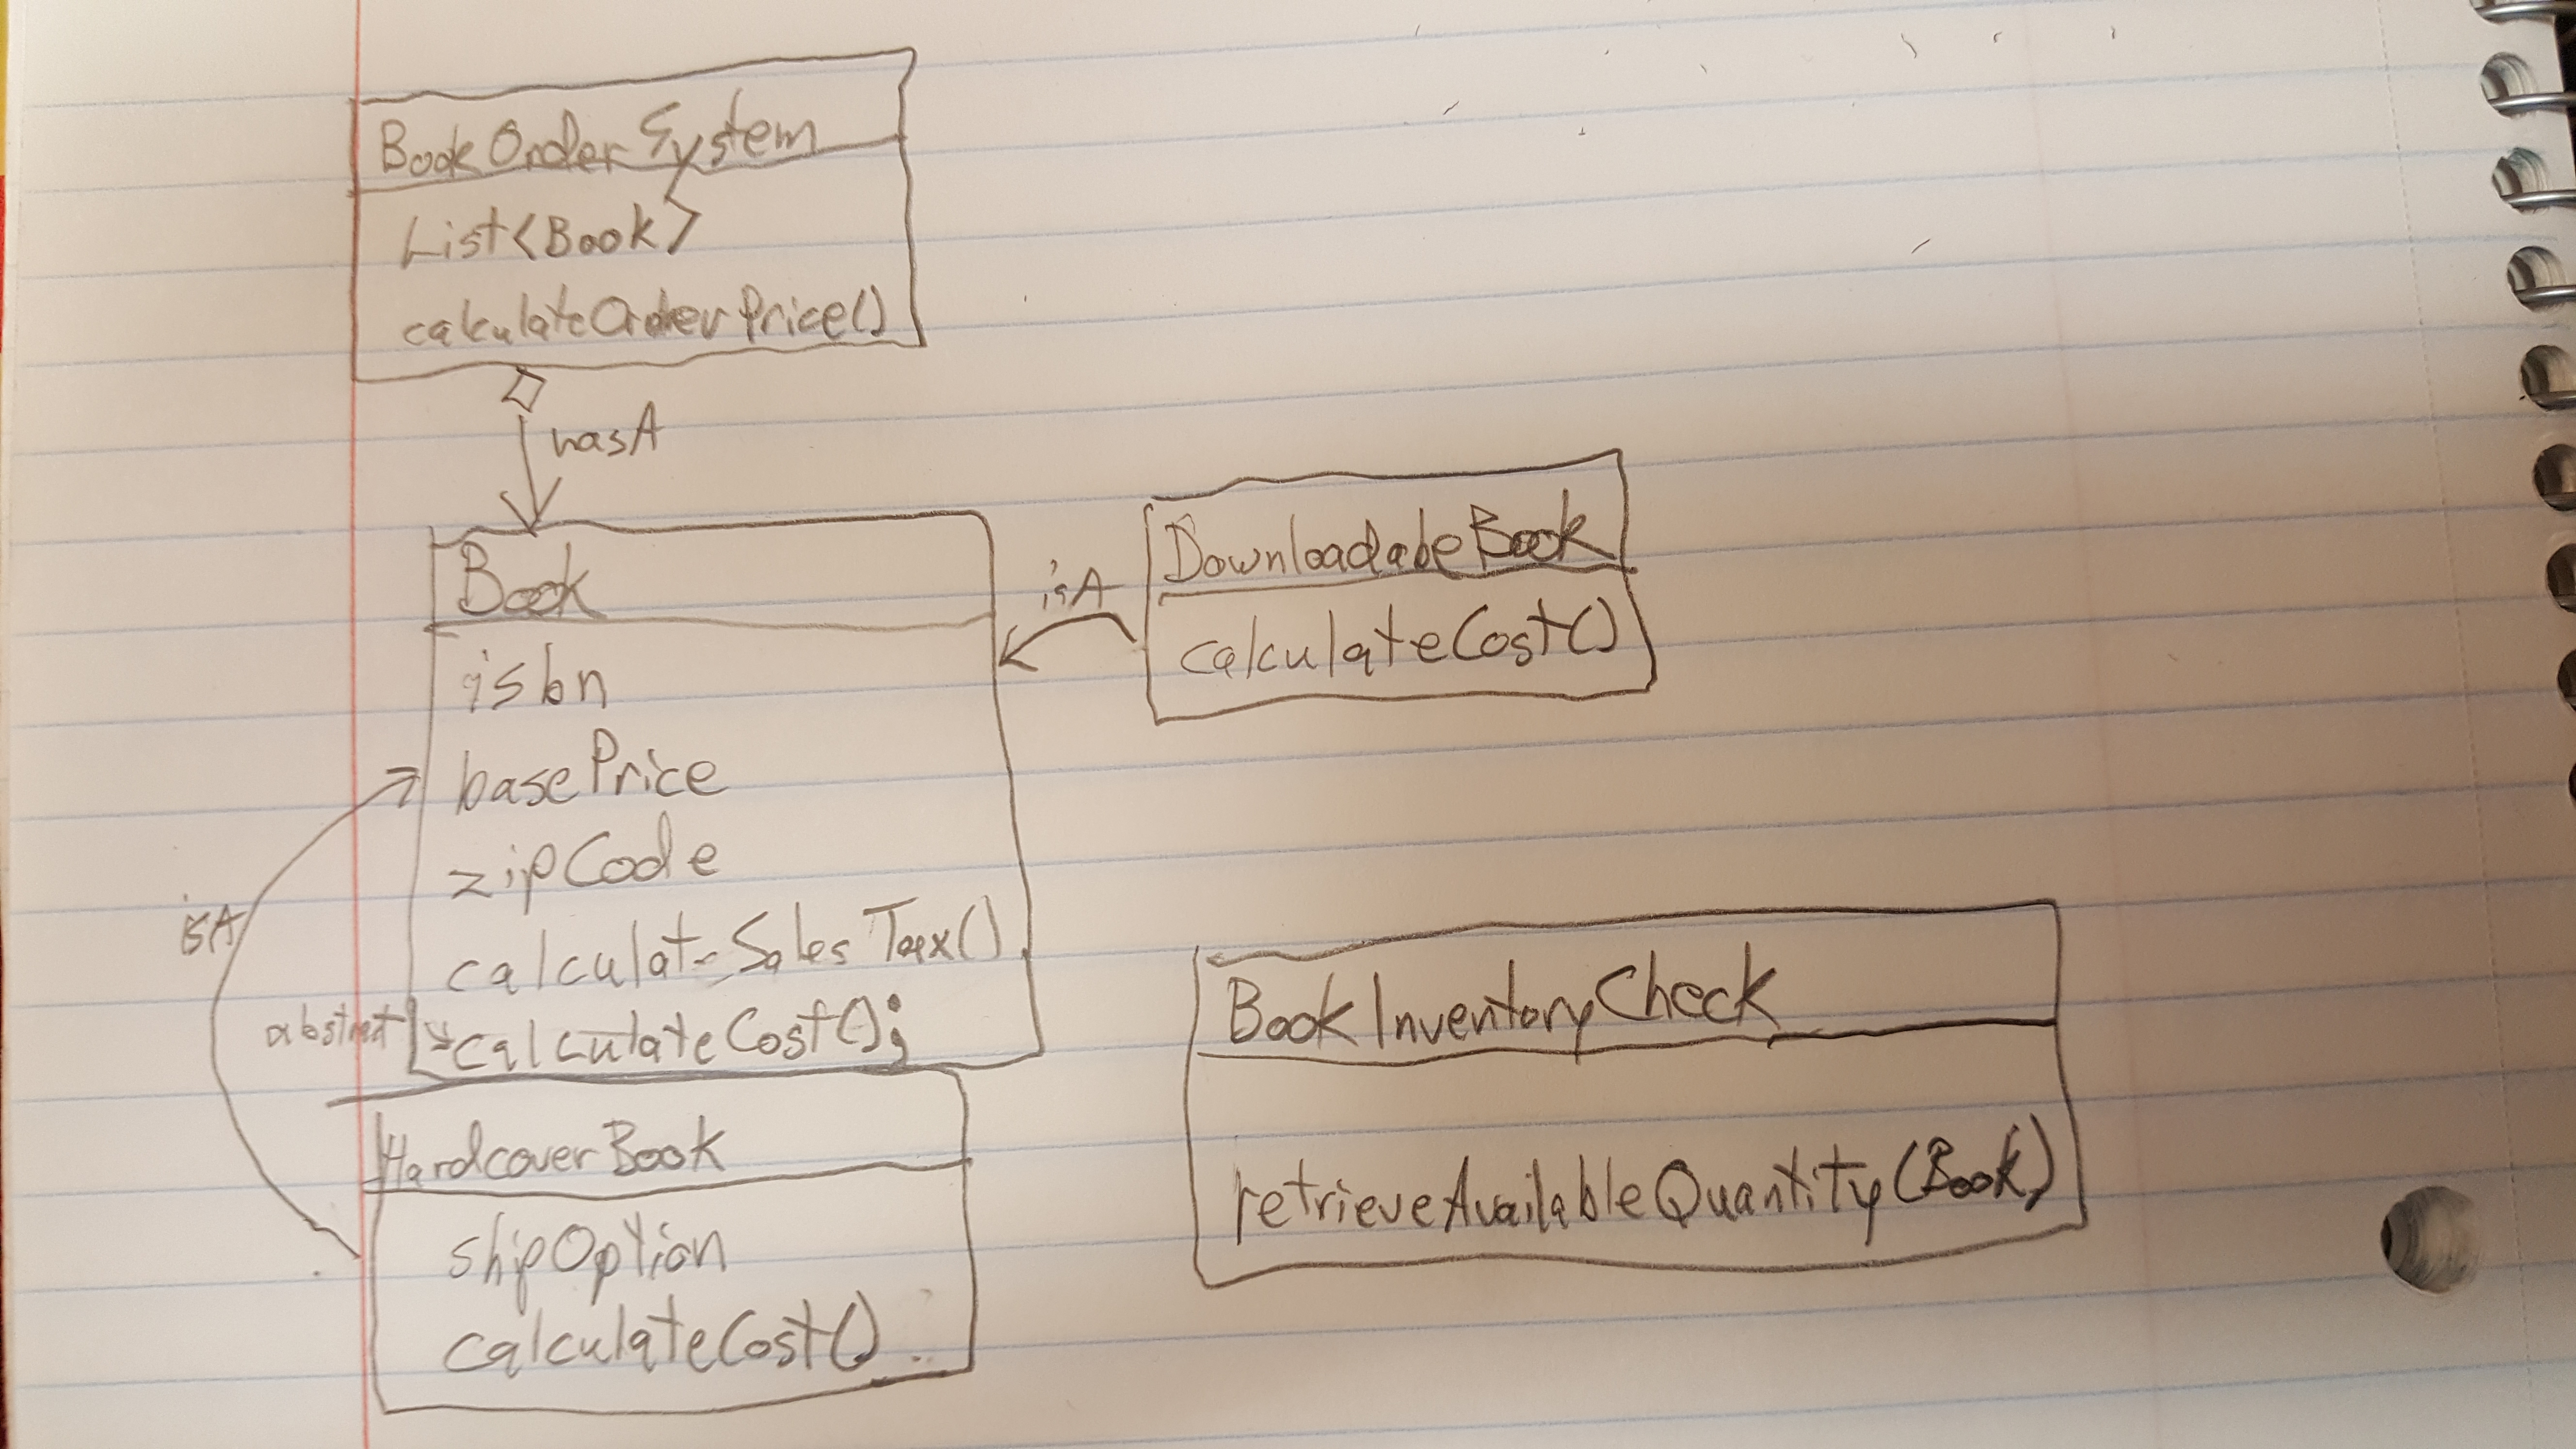 BookOrderSystem
List<Book>
calculateOrderPrice()
hasA
Book
isbn
basePrice
zipCode
calculateSalesTax()
abstract
calculateCost();
isA
DownloadabeBook
calculateCost()
isA
HardcoverBook
shipOption
calculateCost()
BookInventoryCheck
retrieveAvailableQuantity(Book)